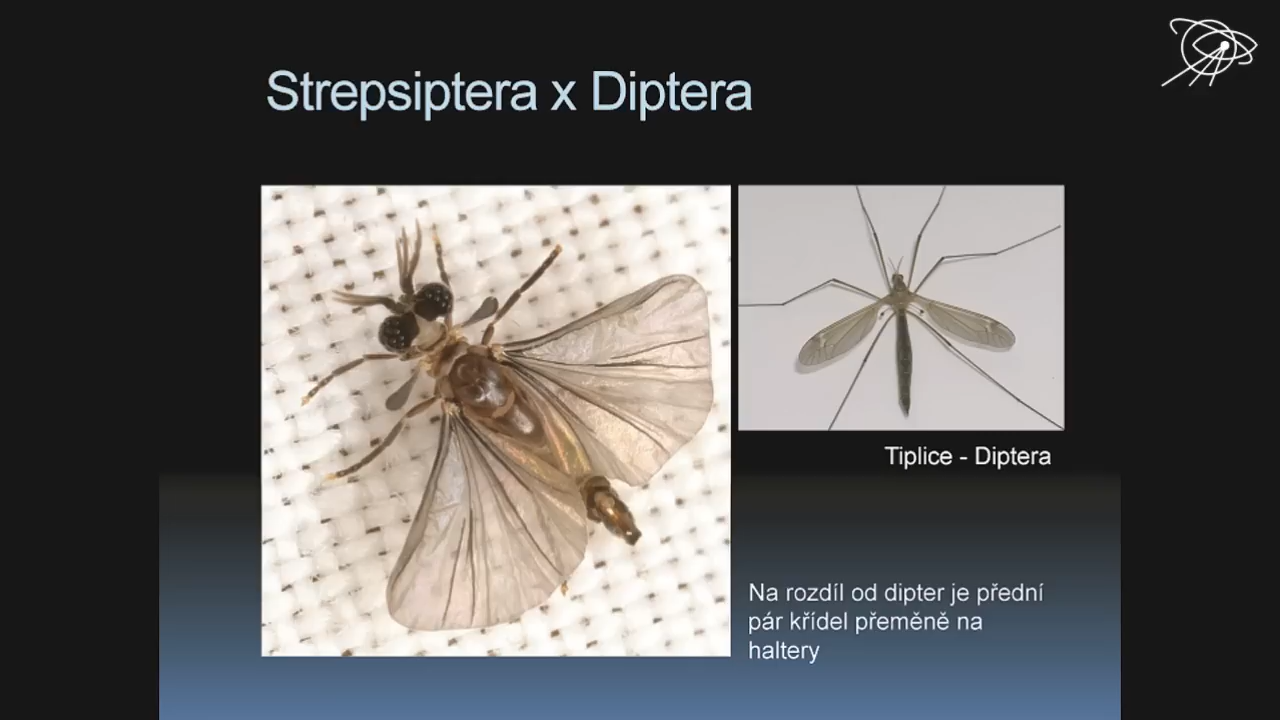 Strepsiptera x Diptera
Tiplice - Diptera
Na rozdíl od dipter je přední
pár křídel přeměně na
haltery